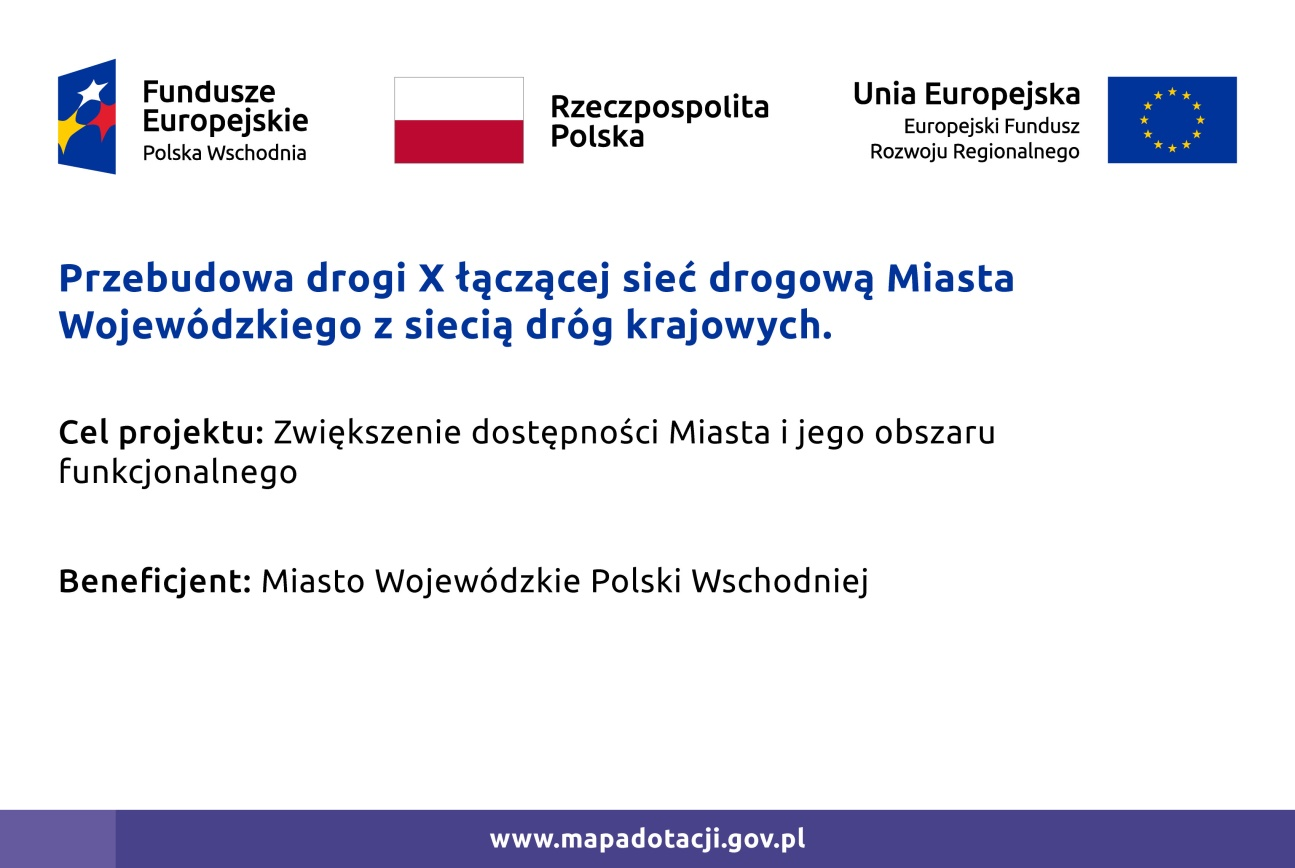 Fundusze
Europejskie
Polska Wschodnia
Rzeczpospolita
Polska
Unia Europejska
Europejski Fundusz
Rozwoju Regionalnego
Przebudowa drogi X łączącej sieć drogową Miasta
Wojewódzkiego z siecią dróg krajowych.
Cel projektu: Zwiększenie dostępności Miasta i jego obszaru
funkcjonalnego
Beneficjent: Miasto Wojewódzkie Polski Wschodniej
www.mapadotacji.gov.pl